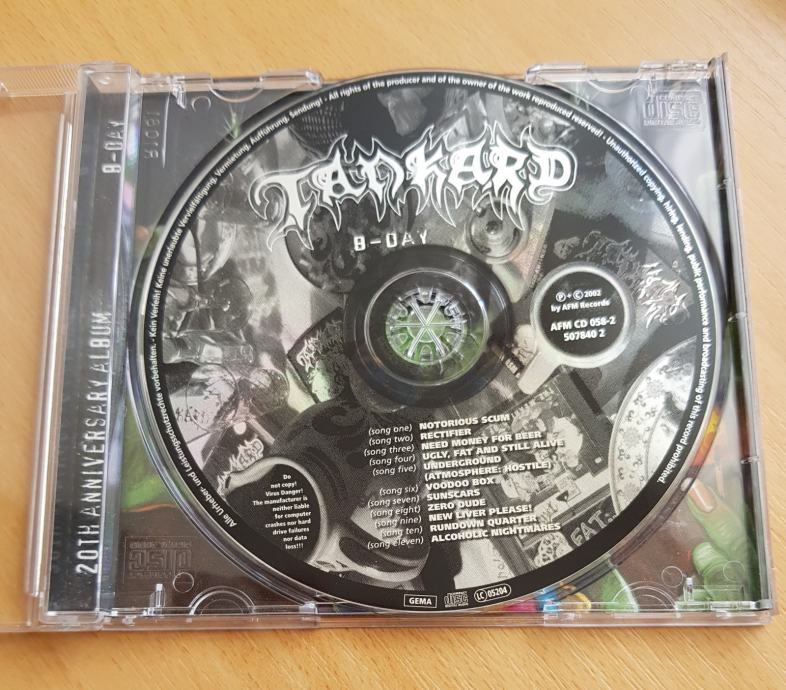 TANKARD
B-DAY
℗ + © 2002
by AFM Records
AFM CD 058-2
507840 2
(song one) NOTORIOUS SCUM
(song two) RECTIFIER
(song three) NEED MONEY FOR BEER
(song four) UGLY, FAT AND STILL ALIVE
(song five) UNDERGROUND
(ATMOSPHERE: HOSTILE)
(song six) VOODOO BOX
(song seven) SUNSCARS
(song eight) ZERO DUDE
(song nine) NEW LIVER PLEASE!
(song ten) RUNDOWN QUARTER
(song eleven) ALCOHOLIC NIGHTMARES
Do
not copy!
Virus Danger!
The manufacturer is
neither liable
for computer
crashes nor hard
drive failures
nor data
loss!!!
GEMA
disc
LC 05204
FAT:
Alle Urheber- und Leistungsschutzrechte vorbehalten. - Kein Verleih! Keine unerlaubte Vervielfältigung, Vermietung, Aufführung, Sendung! - All rights of the producer and of the owner of the work reproduced reserved! - Unauthorized copying, hiring, lending, public performance and broadcasting of this record prohibited.
20TH ANNIVERSARY ALBUM
B-DAY
disc
disc